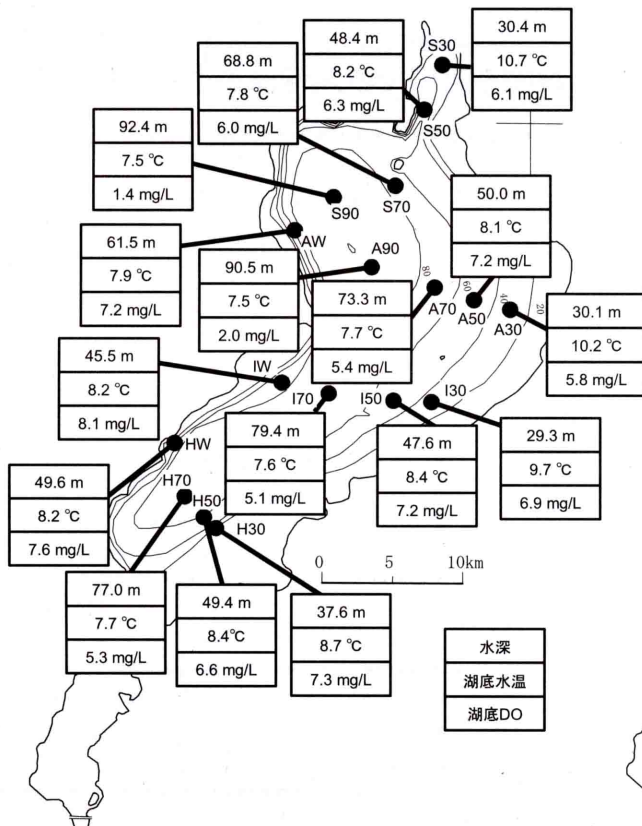 30.4 m
10.7 ℃
6.1 mg/L
S30
48.4 m
8.2 ℃
6.3 mg/L
S50
68.8 m
7.8 ℃
6.0 mg/L
S70
92.4 m
7.5 ℃
1.4 mg/L
S90
50.0 m
8.1 ℃
7.2 mg/L
A50
61.5 m
7.9 ℃
7.2 mg/L
AW
90.5 m
7.5 ℃
2.0 mg/L
A90
73.3 m
7.7 ℃
5.4 mg/L
A70
80
60
40
20
30.1 m
10.2 ℃
5.8 mg/L
A30
45.5 m
8.2 ℃
8.1 mg/L
IW
79.4 m
7.6 ℃
5.1 mg/L
I70
47.6 m
8.4 ℃
7.2 mg/L
I50
29.3 m
9.7 ℃
6.9 mg/L
I30
49.6 m
8.2 ℃
7.6 mg/L
HW
77.0 m
7.7 ℃
5.3 mg/L
H70
49.4 m
8.4℃
6.6 mg/L
H50
37.6 m
8.7 ℃
7.3 mg/L
H30
0 5 10km
水深
湖底水温
湖底DO